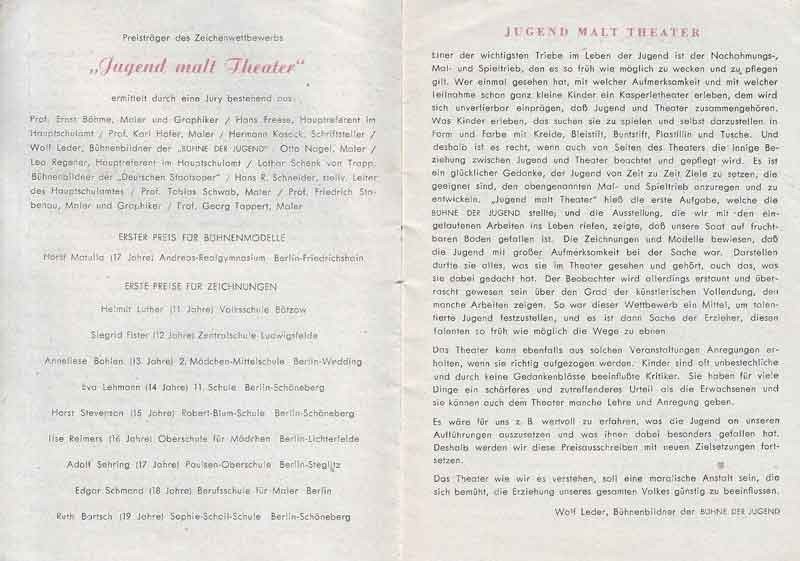 Preisträger des Zeichenwettbewerbs
„Jugend malt Theater“
ermittelt durch eine Jury bestehend aus:
Prof. Ernst Böhme, Maler und Graphiker / Hans Freese, Hauptreferent im
Hauptschulamt / Prof. Karl Hofer, Maler / Hermann Kasack, Schriftsteller /
Wolf Leder, Bühnenbildner der "BÜHNE DER JUGEND" Otto Nagel, Maler /
Leo Regener, Hauptreferent im Hauptschulamt / Lothar Schenk von Trapp,
Bühnenbildner der „Deutschen Staatsoper" / Hans R. Schneider, stellv. Leiter
des Hauptschulamtes / Prof. Tobias Schwab, Maler / Prof. Friedrich Sta-
benau, Maler und Graphiker / Prof. Georg Tappert, Maler
ERSTER PREIS FÜR BÜHNENMODELLE
Horst Matulla (17 Jahre) Andreas-Realgymnasium Berlin-Friedrichshain
ERSTE PREISE FÜR ZEICHNUNGEN
Helmut Luther (11 Jahre) Volksschule Bötzow
Siegrid Fister (12 Jahre) Zentralschule Ludwigsfelde
Anneliese Bohlen (13 Jahre) 2. Mädchen-Mittelschule Berlin-Wedding
Eva Lehmann (14 Jahre) 11. Schule Berlin-Schöneberg
Horst Stevenson (15 Jahre) Robert-Blum-Schule Berlin-Schöneberg
Ilse Reimers (16 Jahre) Oberschule für Mädchen Berlin-Lichterfelde
Adolf Sehring (17 Jahre) Paulsen-Oberschule Berlin-Steglitz
Edgar Schmand (18 Jahre) Berufsschule für Maler Berlin
Ruth Bartsch (19 Jahre) Sophie-Scholl-Schule Berlin-Schöneberg
JUGEND MALT THEATER
Einer der wichtigsten Triebe im Leben der Jugend ist der Nachahmungs-,
Mal- und Spieltrieb, den es so früh wie möglich zu wecken und zu pflegen
gilt. Wer einmal gesehen hat, mit welcher Aufmerksamkeit und mit welcher
Teilnahme schon ganz kleine Kinder ein Kasperletheater erleben, dem wird
sich unverlierbar einprägen, daß Jugend und Theater zusammengehören.
Was Kinder erleben, das suchen sie zu spielen und selbst darzustellen in
Form und Farbe mit Kreide, Bleistift, Buntstift, Plastillin und Tusche. Und
deshalb ist es recht, wenn auch von Seiten des Theaters die innige Be-
ziehung zwischen Jugend und Theater beachtet und gepflegt wird. Es ist
ein glücklicher Gedanke, der Jugend von Zeit zu Zeit Ziele zu setzen, die
geeignet sind, den obengenannten Mal- und Spieltrieb anzuregen und zu
entwickeln. „Jugend malt Theater" hieß die erste Aufgabe, welche die
BÜHNE DER JUGEND stellte; und die Ausstellung, die wir mit den ein-
gelaufenen Arbeiten ins Leben riefen, zeigte, daß unsere Saat auf frucht-
baren Boden gefallen ist. Die Zeichnungen und Modelle bewiesen, daß
die Jugend mit großer Aufmerksamkeit bei der Sache war. Darstellen
durfte sie alles, was sie im Theater gesehen und gehört, auch das, was
sie dabei gedacht hat. Der Beobachter wird allerdings erstaunt und über-
rascht gewesen sein über den Grad der künstlerischen Vollendung, den
manche Arbeiten zeigen. So war dieser Wettbewerb ein Mittel, um talen-
tierte Jugend festzustellen, und es ist dann Sache der Erzieher, diesen
Talenten so früh wie möglich die Wege zu ebnen
Das Theater kann ebenfalls aus solchen Veranstaltungen Anregungen er-
halten, wenn sie richtig aufgezogen werden. Kinder sind oft unbestechliche
und durch keine Gedankenblässe beeinflußte Kritiker. Sie haben für viele
Dinge ein schärferes und zutreffenderes Urteil als die Erwachsenen und
sie können auch dem Theater manche Lehre und Anregung geben.
Es wäre für uns z. B. wertvoll zu erfahren, was die Jugend an unseren
Aufführungen auszusetzen und was ihnen dabei besonders gefallen hat.
Deshalb werden wir diese Preisausschreiben mit neuen Zielsetzungen fort-
setzen.
Das Theater wie wir es verstehen, soll eine moralische Anstalt sein, die
sich bemüht, die Erziehung unseres gesamten Volkes günstig zu beeinflussen.
Wolf Leder, Bühnenbildner der BÜHNE DER JUGEND